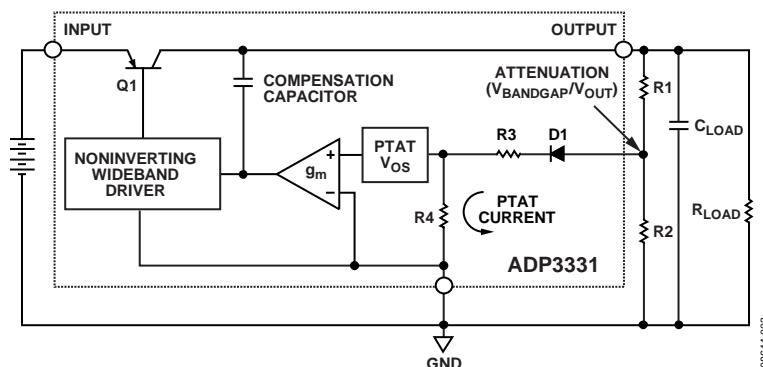 INPUT
OUTPUT
Q1
COMPENSATION
CAPACITOR
ATTENUATION
(VBANDGAP/VOUT)
R1
CLOAD
NONINVERTING
WIDEBAND
DRIVER
gm
+
−
PTAT
VOS
R3
D1
R4
PTAT
CURRENT
R2
RLOAD
ADP3331
GND